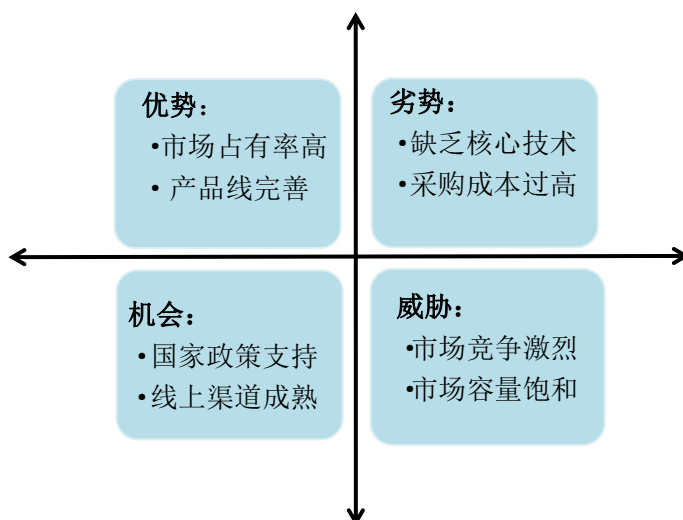 优势：
•市场占有率高
• 产品线完善
劣势：
•缺乏核心技术
•采购成本过高
机会：
•国家政策支持
•线上渠道成熟
威胁：
•市场竞争激烈
•市场容量饱和